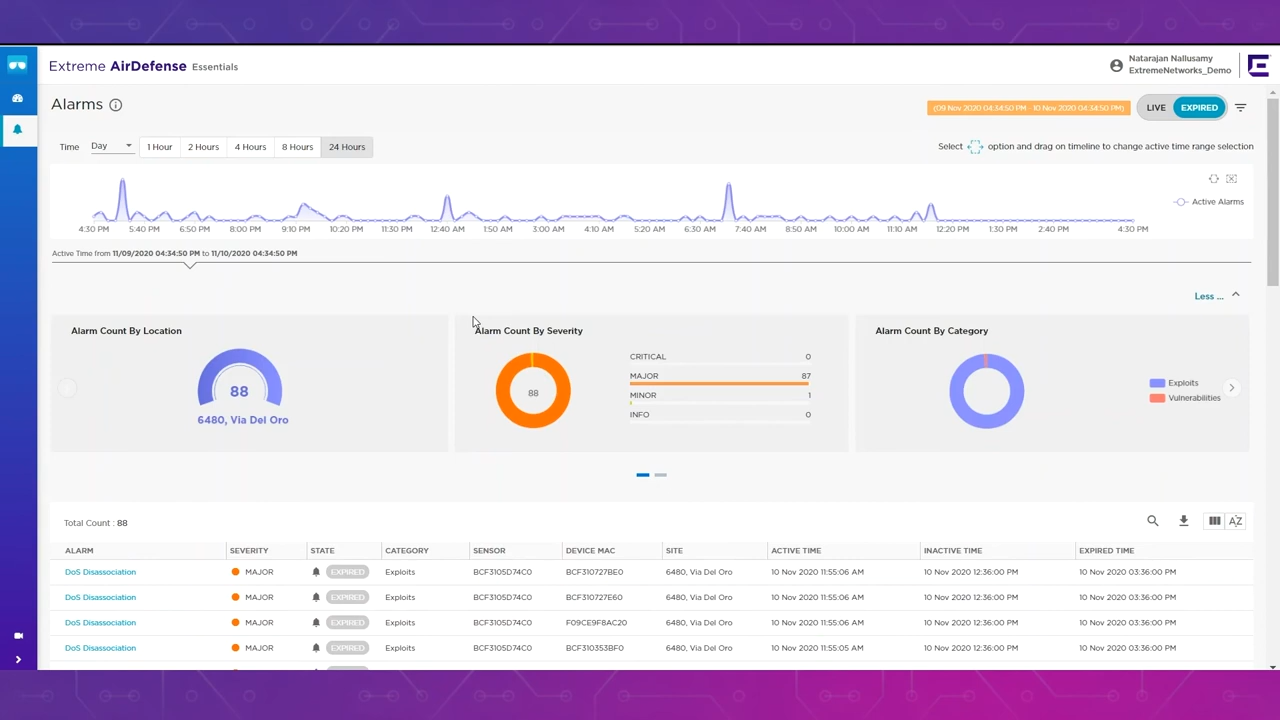 Extreme AirDefense Essentials
Natarajan Nallusamy
ExtremeNetworks_Demo
Alarms
(09 Nov 2020 04:34:50 PM - 10 Nov 2020 04:34:50 PM)
LIVE EXPIRED
Time Day 1 Hour 2 Hours 4 Hours 8 Hours 24 Hours
Select option and drag on timeline to change active time range selection
Active Alarms
4:30 PM 5:40 PM 6:50 PM 8:00 PM 9:10 PM 10:20 PM 11:30 PM 12:40 AM 1:50 AM 3:00 AM 4:10 AM 5:20 AM 6:30 AM 7:40 AM 8:50 AM 10:00 AM 11:10 AM 12:20 PM 1:30 PM 2:40 PM 4:30 PM
Active Time from 11/09/2020 04:34:50 PM to 11/10/2020 04:34:50 PM
Less ...
Alarm Count By Location
88
6480, Via Del Oro
Alarm Count By Severity
88
CRITICAL 0
MAJOR 87
MINOR 1
INFO 0
Alarm Count By Category
Exploits
Vulnerabilities
Total Count : 88
AZ
ALARM SEVERITY STATE CATEGORY SENSOR DEVICE MAC SITE ACTIVE TIME INACTIVE TIME EXPIRED TIME
DoS Disassociation MAJOR EXPIRED Exploits BCF3105D74C0 BCF310727BE0 6480, Via Del Oro 10 Nov 2020 11:55:06 AM 10 Nov 2020 12:36:00 PM 10 Nov 2020 03:36:00 PM
DoS Disassociation MAJOR EXPIRED Exploits BCF3105D74C0 BCF310727E60 6480, Via Del Oro 10 Nov 2020 11:55:06 AM 10 Nov 2020 12:36:00 PM 10 Nov 2020 03:36:00 PM
DoS Disassociation MAJOR EXPIRED Exploits BCF3105D74C0 F09CE9F8AC20 6480, Via Del Oro 10 Nov 2020 11:55:06 AM 10 Nov 2020 12:36:00 PM 10 Nov 2020 03:36:00 PM
DoS Disassociation MAJOR EXPIRED Exploits BCF3105D74C0 BCF310353BF0 6480, Via Del Oro 10 Nov 2020 11:55:05 AM 10 Nov 2020 12:36:00 PM 10 Nov 2020 03:36:00 PM